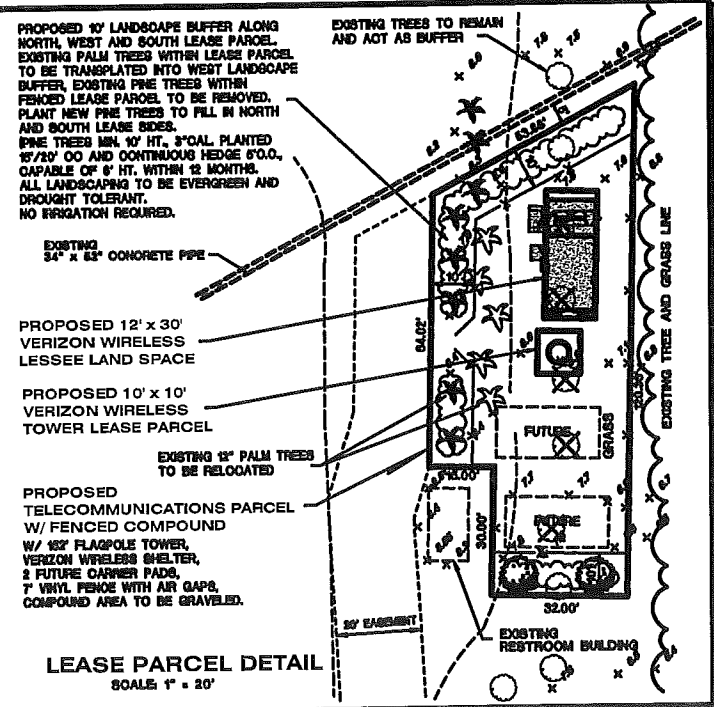 PROPOSED 10' LANDSCAPE BUFFER ALONG
NORTH, WEST AND SOUTH LEASE PARCEL.
EXISTING PALM TREES WITHIN LEASE PARCEL
TO BE TRANSPLATED INTO WEST LANDSCAPE
BUFFER, EXISTING PINE TREES WITHIN
FENCED LEASE PARCEL TO BE REMOVED.
PLANT NEW PINE TREES TO FILL IN NORTH
AND SOUTH LEASE SIDES.
PINE TREES MIN. 10' HT., 3"CAL. PLANTED
15'/20' OC AND CONTINUOUS HEDGE 5'O.C.,
CAPABLE OF 6' HT. WITHIN 12 MONTHS.
ALL LANDSCAPING TO BE EVERGREEN AND
DROUGHT TOLERANT.
NO IRRIGATION REQUIRED.
EXISTING TREES TO REMAIN
AND ACT AS BUFFER
EXISTING
34" x 53" CONCRETE PIPE
PROPOSED 12' x 30'
VERIZON WIRELESS
LESSEE LAND SPACE
PROPOSED 10' x 10'
VERIZON WIRELESS
TOWER LEASE PARCEL
EXISTING 12" PALM TREES
TO BE RELOCATED
PROPOSED
TELECOMMUNICATIONS PARCEL
W/ FENCED COMPOUND
W/ 152' FLAGPOLE TOWER,
VERIZON WIRELESS SHELTER,
2 FUTURE CARRIER PADS,
7' VINYL FENCE WITH AIR GAPS,
COMPOUND AREA TO BE GRAVELED.
64.02'
16.00'
30.00'
32.00'
FUTURE
FUTURE
GRASS
EXISTING TREE AND GRASS LINE
20' EASEMENT
EXISTING
RESTROOM BUILDING
LEASE PARCEL DETAIL
SCALE: 1" = 20'